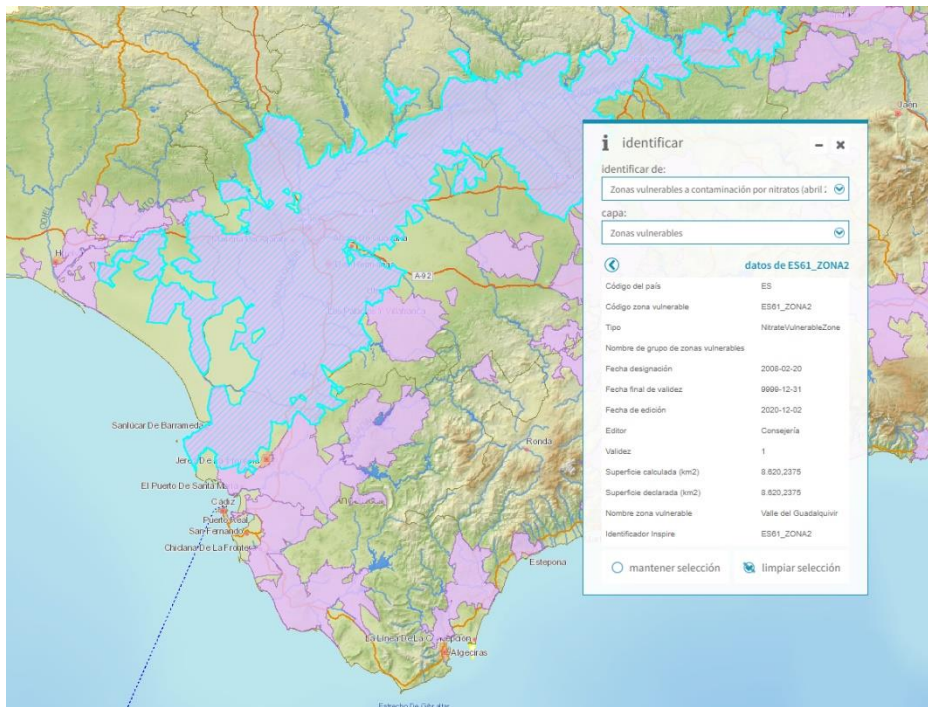 Jaén
identificar
identificar de:
Zonas vulnerables a contaminación por nitratos (abril 2
capa:
Zonas vulnerables
datos de ES61_ZONA2
Código del país ES
Código zona vulnerable ES61_ZONA2
Tipo NitrateVulnerableZone
Nombre de grupo de zonas vulnerables
Fecha designación 2008-02-20
Fecha final de validez 9999-12-31
Fecha de edición 2020-12-02
Editor Consejería
Validez 1
Superficie calculada (km2) 8.620,2375
Superficie declarada (km2) 8.620,2375
Nombre zona vulnerable Valle del Guadalquivir
Identificador Inspire ES61_ZONA2
mantener selección limpiar selección
A-92
Sanlúcar De Barrameda
Ronda
El Puerto De Santa
Cádiz
Puerto Real
San Fernando
Chiclana De La Fronte
Estepona
La Línea De La Concepción
Algeciras